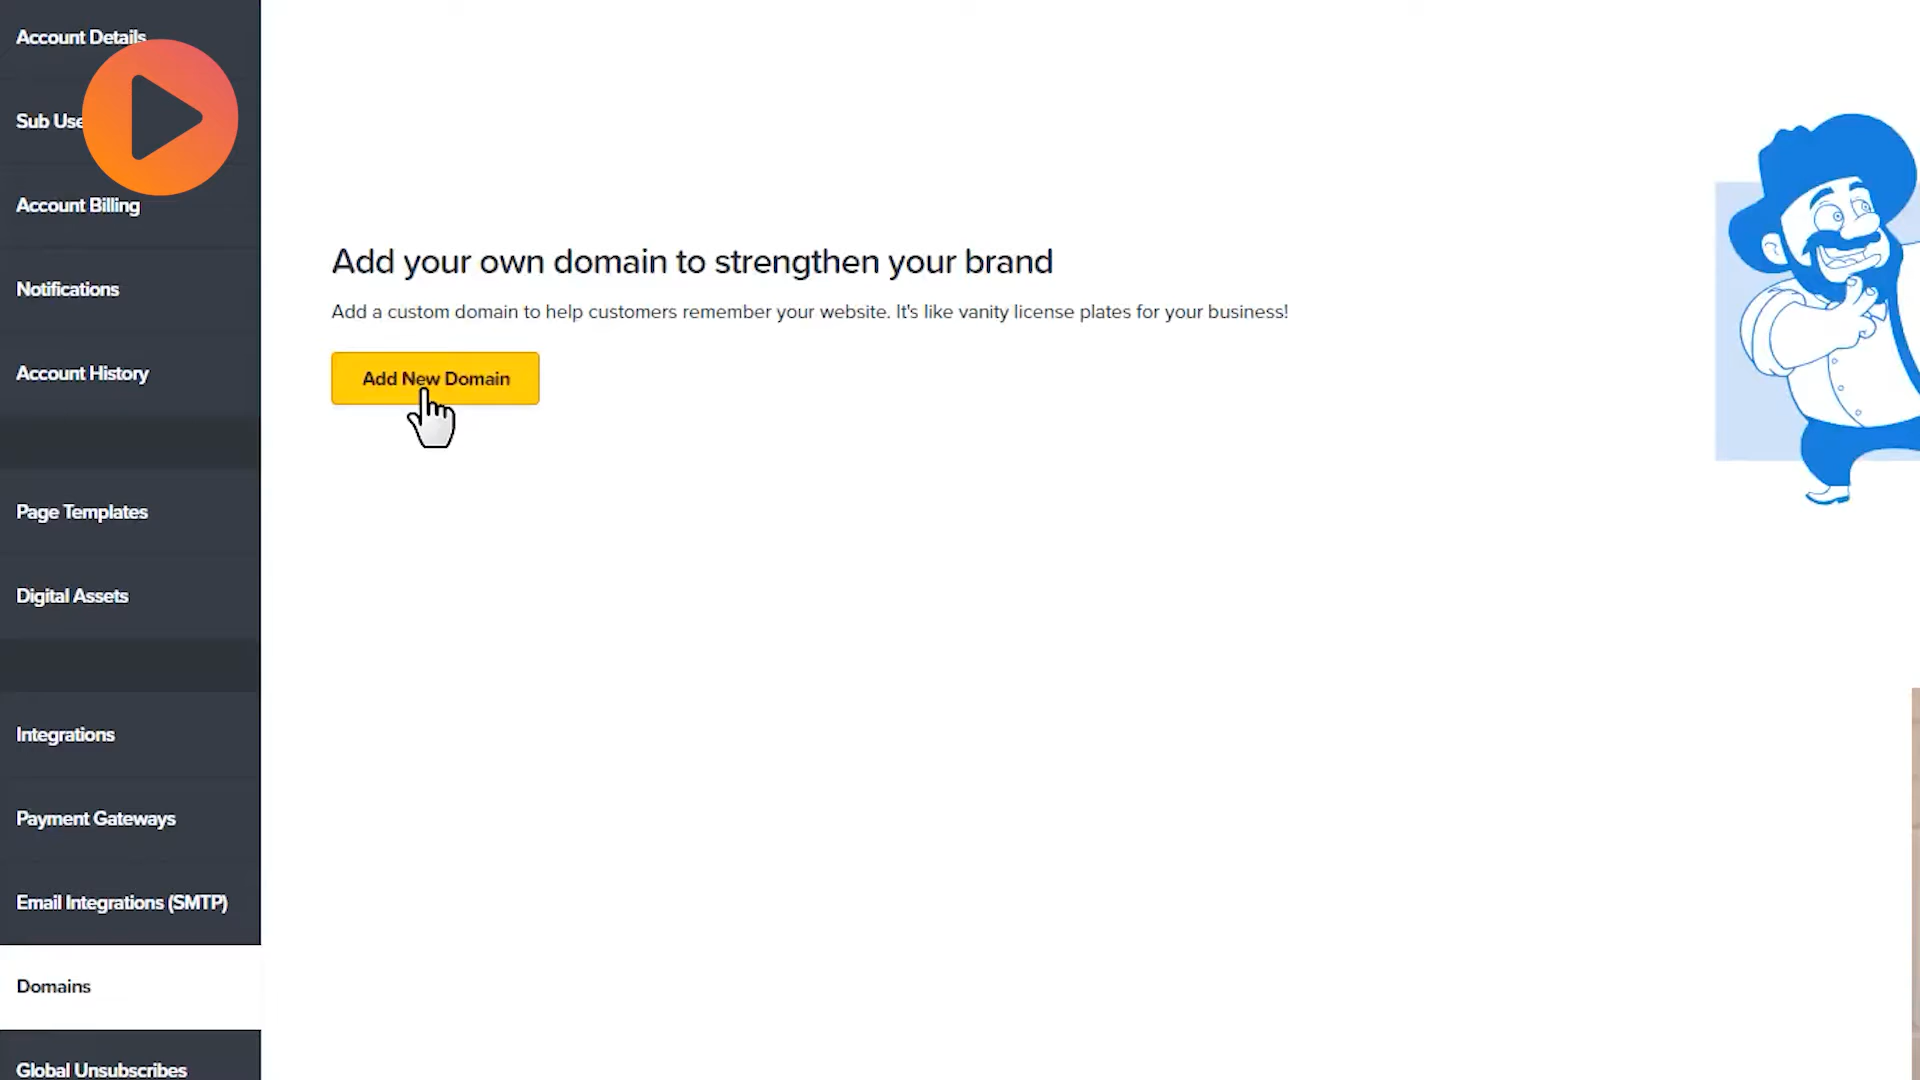 Account Details
Sub Use
Account Billing
Notifications
Account History
Page Templates
Digital Assets
Integrations
Payment Gateways
Email Integrations (SMTP)
Domains
Global Unsubscribes
Add your own domain to strengthen your brand
Add a custom domain to help customers remember your website. It's like vanity license plates for your business!
Add New Domain